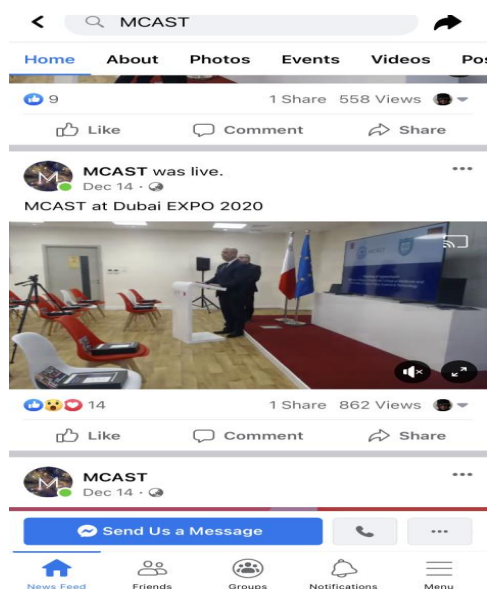 MCAST
Home About Photos Events Videos Pos
9 1 Share 558 Views
Like Comment Share
MCAST was live.
Dec 14 ·
MCAST at Dubai EXPO 2020
14 1 Share 862 Views
Like Comment Share
M
MCAST
Dec 14 ·
Send Us a Message
News Feed Friends Groups Notifications Menu